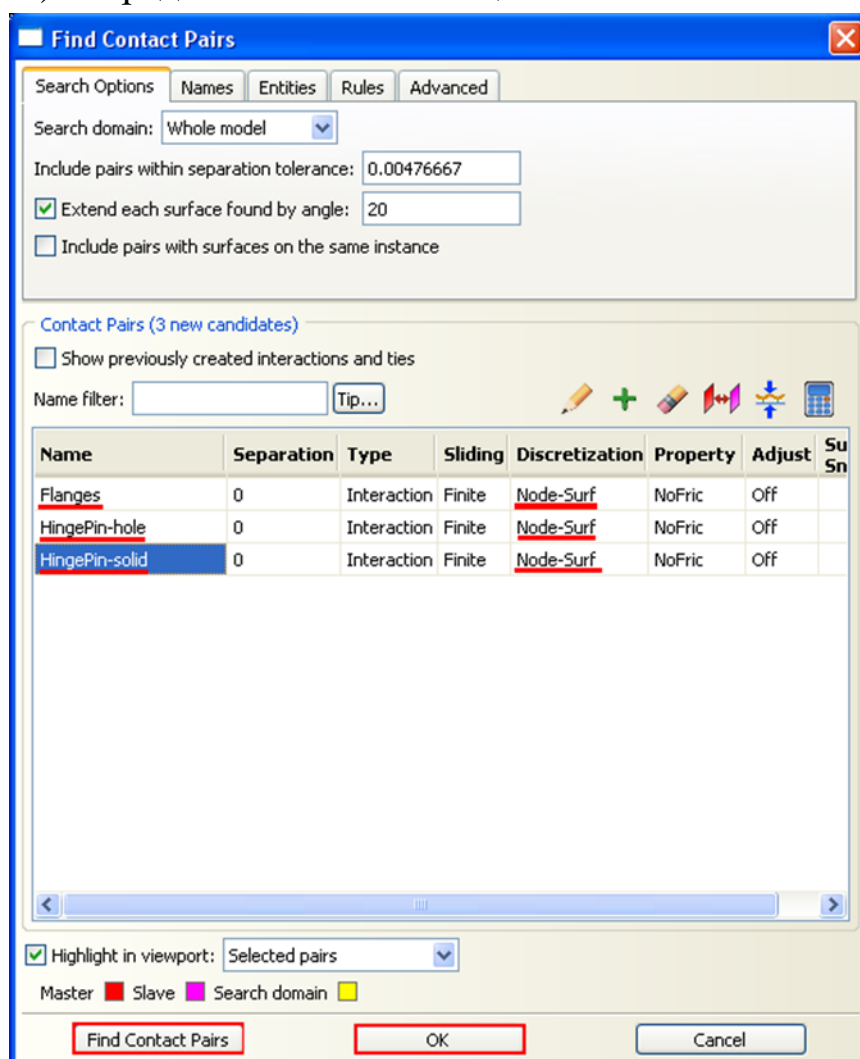 Find Contact Pairs
Search Options Names Entities Rules Advanced
Search domain: Whole model
Include pairs within separation tolerance: 0.00476667
Extend each surface found by angle: 20
Include pairs with surfaces on the same instance
Contact Pairs (3 new candidates)
Show previously created interactions and ties
Name filter: Tip...
Name Separation Type Sliding Discretization Property Adjust Su
Sn
Flanges 0 Interaction Finite Node-Surf NoFric Off
HingePin-hole 0 Interaction Finite Node-Surf NoFric Off
HingePin-solid 0 Interaction Finite Node-Surf NoFric Off
Highlight in viewport: Selected pairs
Master Slave Search domain
Find Contact Pairs OK Cancel